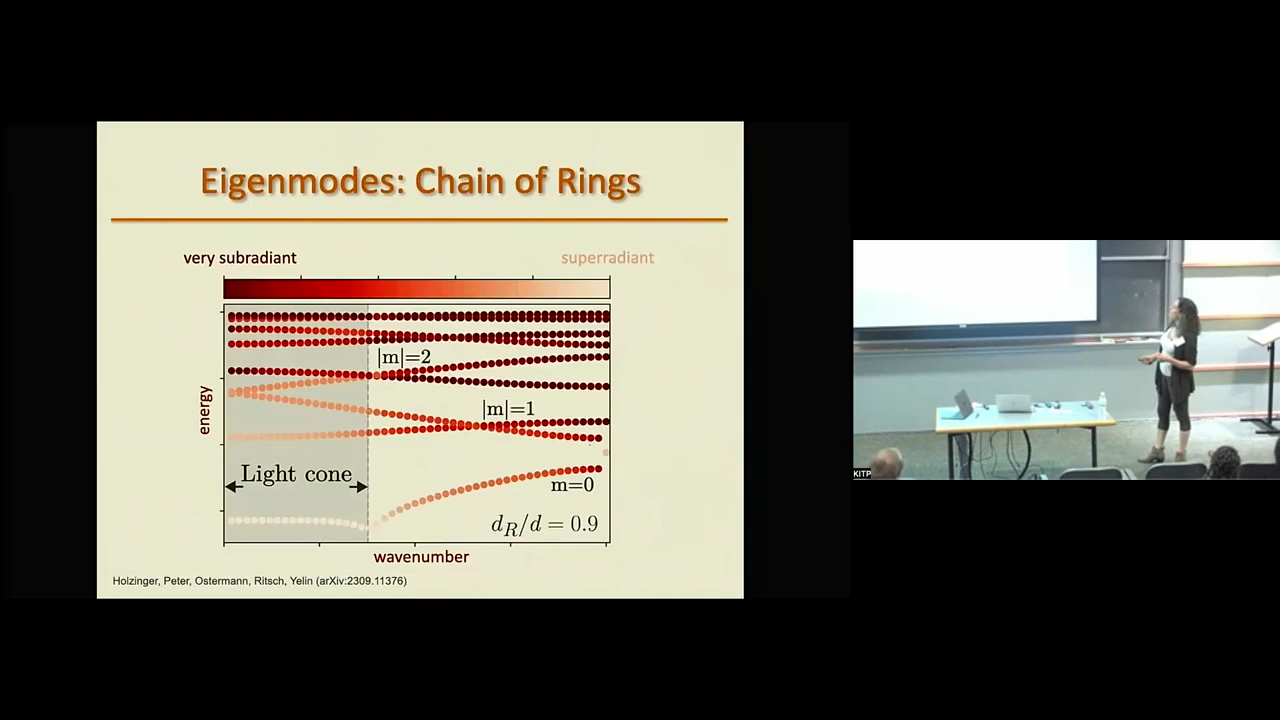 Eigenmodes: Chain of Rings
very subradiant
superradiant
|m|=2
|m|=1
Light cone
m=0
d_R/d = 0.9
energy
wavenumber
Holzinger, Peter, Ostermann, Ritsch, Yelin (arXiv:2309.11376)
KITP